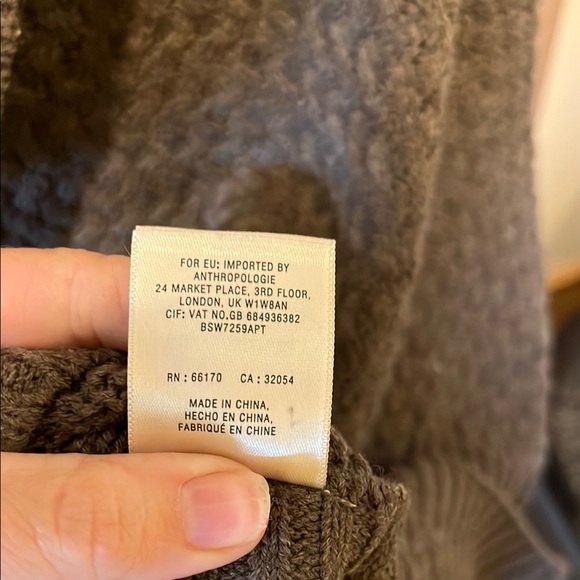 FOR EU: IMPORTED BY
ANTHROPOLOGIE
24 MARKET PLACE, 3RD FLOOR,
LONDON, UK W1W8AN
CIF: VAT NO.GB 684936382
BSW7259APT
RN : 66170 CA : 32054
MADE IN CHINA,
HECHO EN CHINA,
FABRIQUÉ EN CHINE